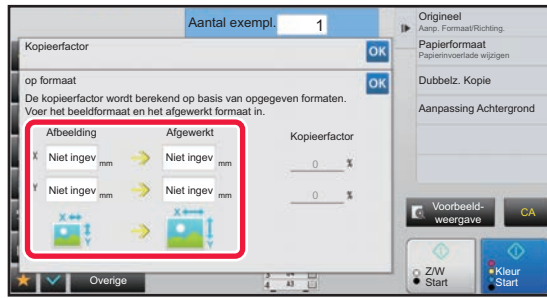 Aantal exempl. 1
Kopieerfactor OK
op formaat OK
De kopieerfactor wordt berekend op basis van opgegeven formaten.
Voer het beeldformaat en het afgewerkt formaat in.
Afbeelding Afgewerkt Kopieerfactor
X Niet ingev mm Niet ingev mm 0 %
Y Niet ingev mm Niet ingev mm 0 %
X X
Y Y
Overige
A3
4
Origineel
Aanp. Formaat/Richting.
Papierformaat
Papierinvoerlade wijzigen
Dubbelz. Kopie
Aanpassing Achtergrond
Voorbeeld-
weergave
CA
Z/W
Start
Kleur
Start